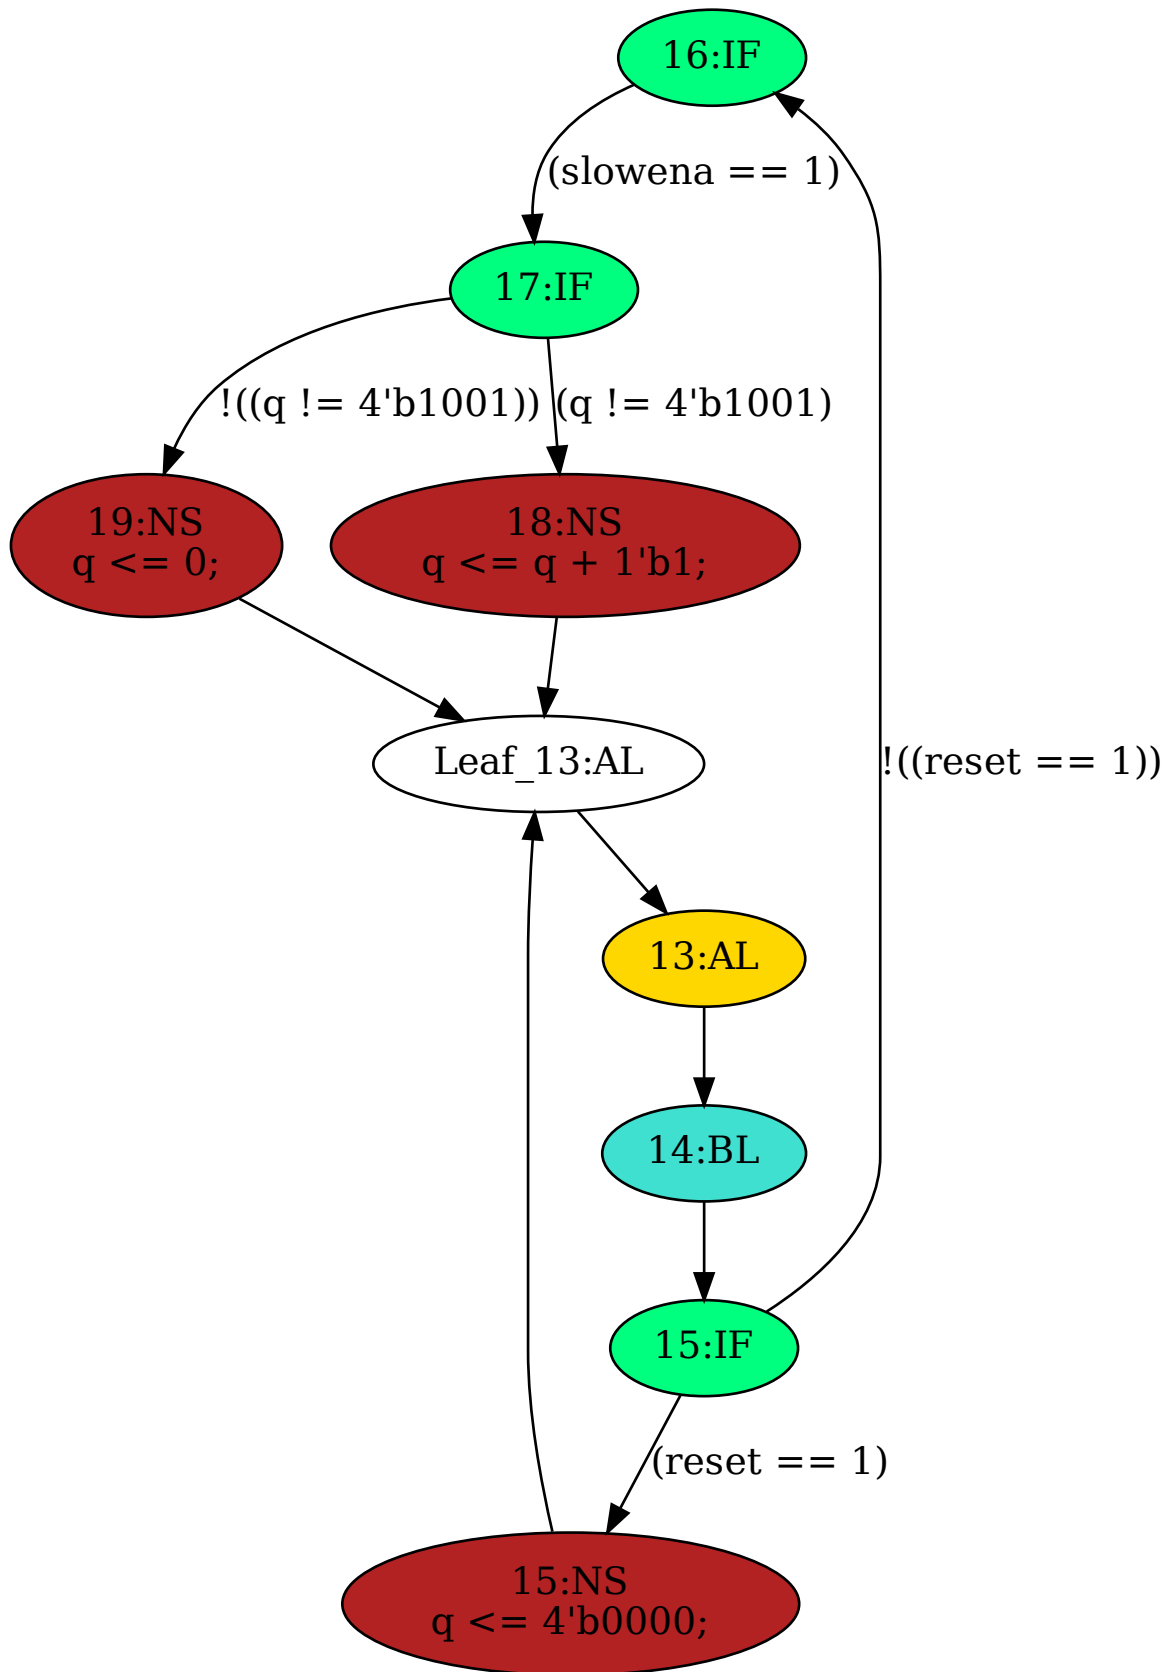 16:IF
(slowena == 1)
17:IF
!((q != 4'b1001))
(q != 4'b1001)
19:NS
q <= 0;
18:NS
q <= q + 1'b1;
Leaf_13:AL
!((reset == 1))
13:AL
14:BL
15:IF
(reset == 1)
15:NS
q <= 4'b0000;